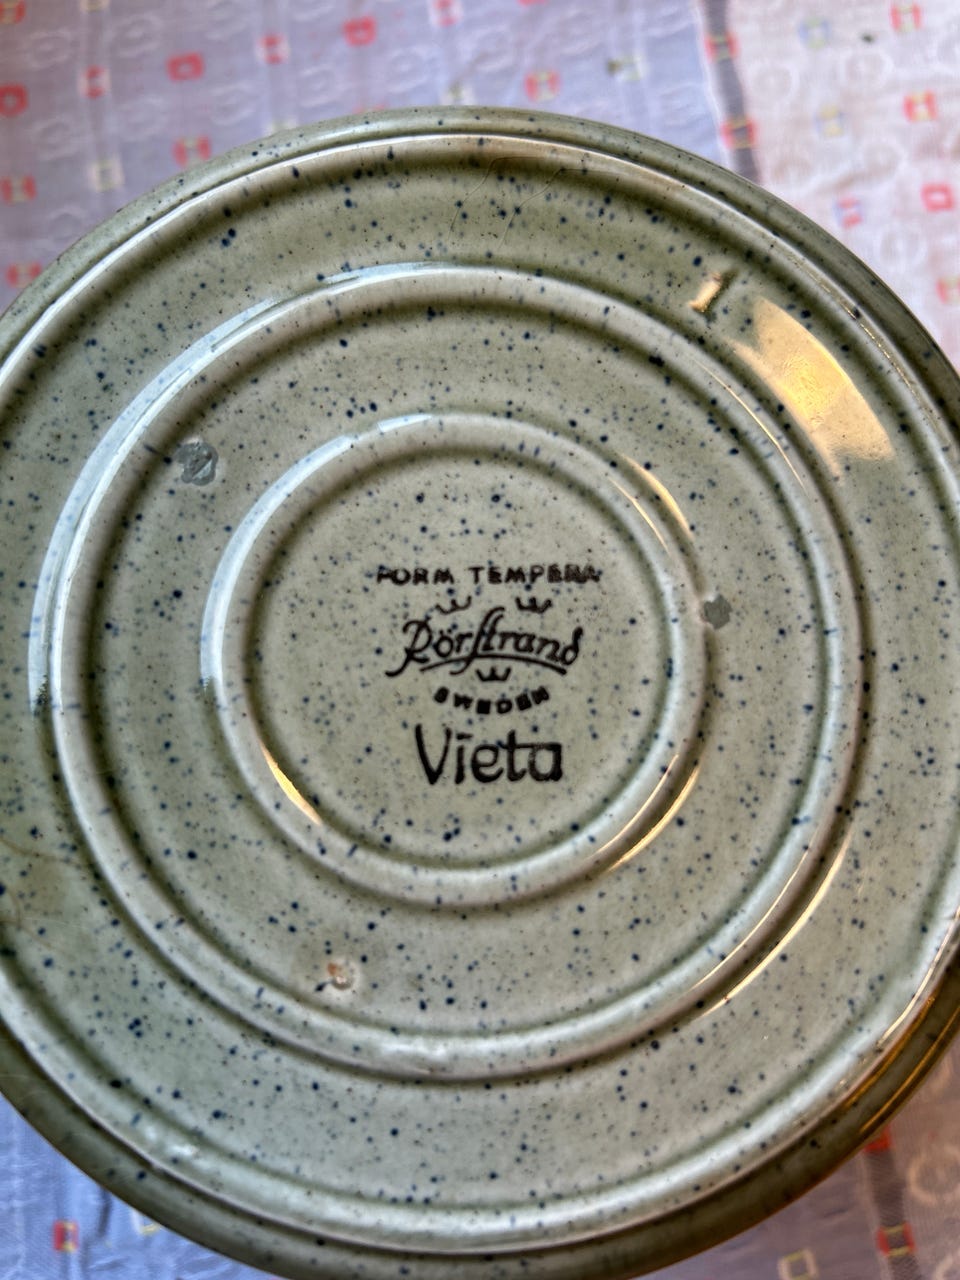 FORM TEMPERA
Rörstrand
SWEDEN
Vieta